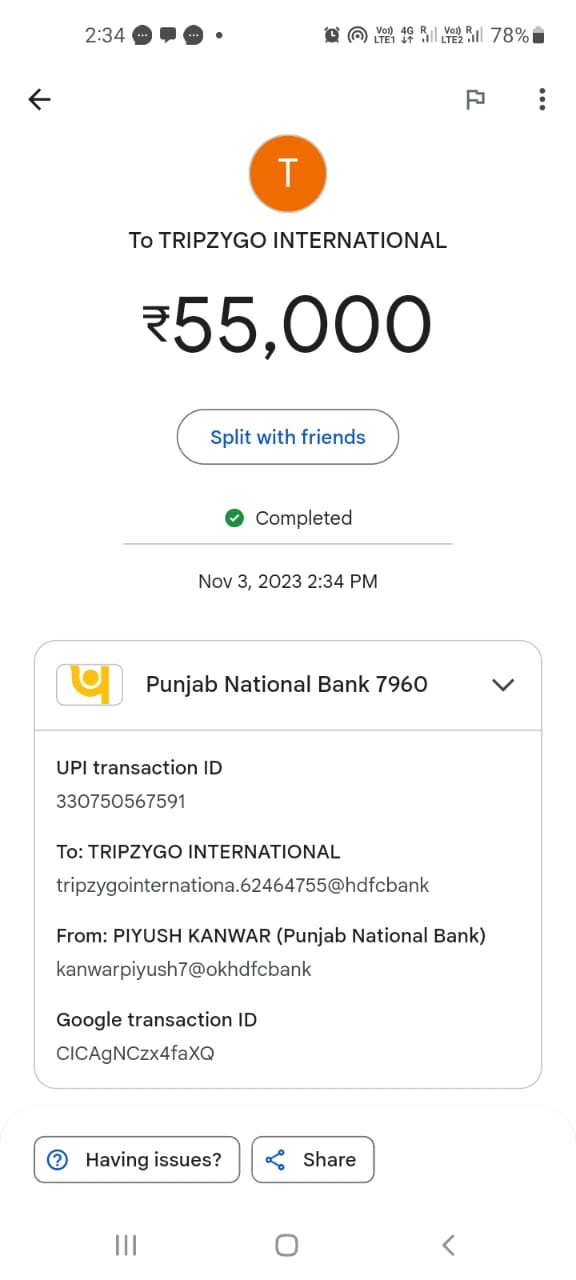 2:34
Vo)) LTE1 4G R Vo)) LTE2 R 78%
T
To TRIPZYGO INTERNATIONAL
₹55,000
Split with friends
Completed
Nov 3, 2023 2:34 PM
Punjab National Bank 7960
UPI transaction ID
330750567591
To: TRIPZYGO INTERNATIONAL
tripzygointernationa.62464755@hdfcbank
From: PIYUSH KANWAR (Punjab National Bank)
kanwarpiyush7@okhdfcbank
Google transaction ID
CICAgNCzx4faXQ
Having issues?
Share